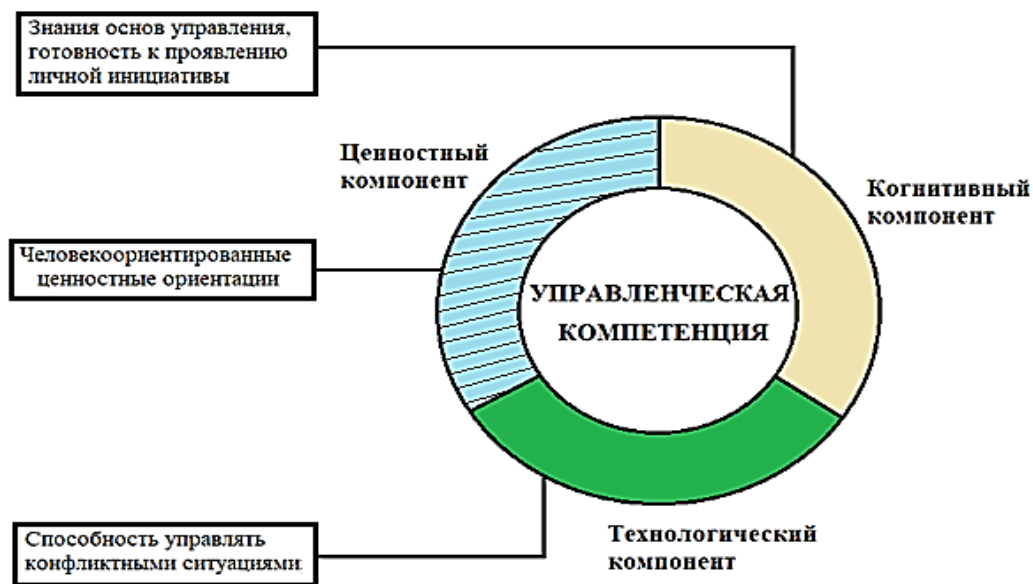 Знания основ управления,
готовность к проявлению
личной инициативы
Ценностный
компонент
Когнитивный
компонент
Человекоориентированные
ценностные ориентации
УПРАВЛЕНЧЕСКАЯ
КОМПЕТЕНЦИЯ
Способность управлять
конфликтными ситуациями
Технологический
компонент